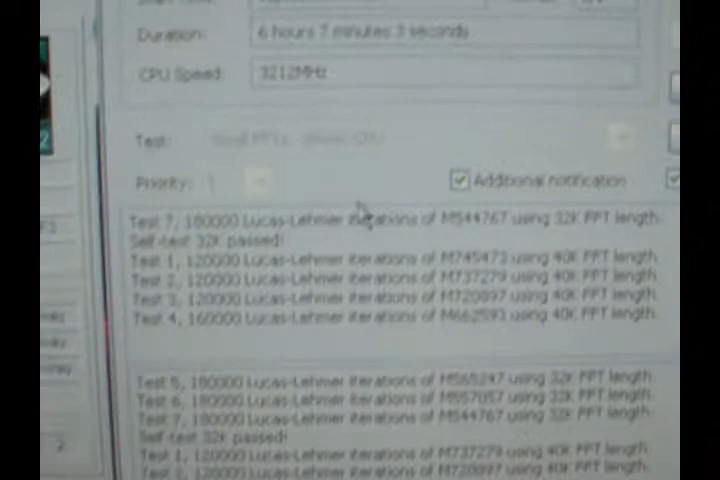 Duration: 6 hours 7 minutes 3 seconds
CPU Speed: 3212MHz
Test:
Priority: 1
Additional notification
Test 7, 180000 Lucas-Lehmer iterations of M544767 using 32K FFT length.
Self-test 32K passed!
Test 1, 120000 Lucas-Lehmer iterations of M745473 using 40K FFT length.
Test 2, 120000 Lucas-Lehmer iterations of M737279 using 40K FFT length.
Test 3, 120000 Lucas-Lehmer iterations of M720897 using 40K FFT length.
Test 4, 160000 Lucas-Lehmer iterations of M662593 using 40K FFT length.
Test 5, 180000 Lucas-Lehmer iterations of M565247 using 32K FFT length.
Test 6, 180000 Lucas-Lehmer iterations of M557057 using 32K FFT length.
Test 7, 180000 Lucas-Lehmer iterations of M544767 using 32K FFT length.
Self-test 32K passed!
Test 1, 120000 Lucas-Lehmer iterations of M737279 using 40K FFT length.
Test 2, 120000 Lucas-Lehmer iterations of M720897 using 40K FFT length.
2